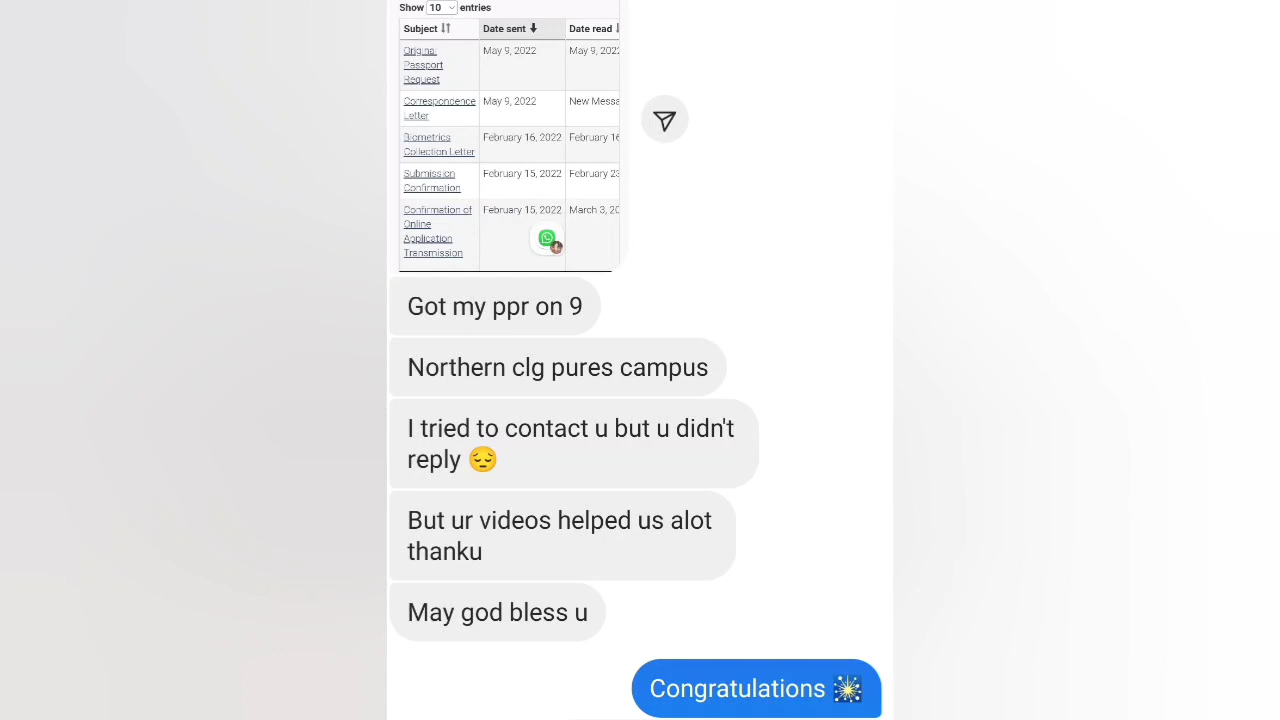 Show 10 entries
Subject Date sent Date read
Original May 9, 2022 May 9, 202
Passport
Request
Correspondence May 9, 2022 New Messa
Letter
Biometrics February 16, 2022 February 16
Collection Letter
Submission February 15, 2022 February 23
Confirmation
Confirmation of February 15, 2022 March 3, 20
Online
Application
Transmission
Got my ppr on 9
Northern clg pures campus
I tried to contact u but u didn't
reply 😔
But ur videos helped us alot
thanku
May god bless u
Congratulations 🎇